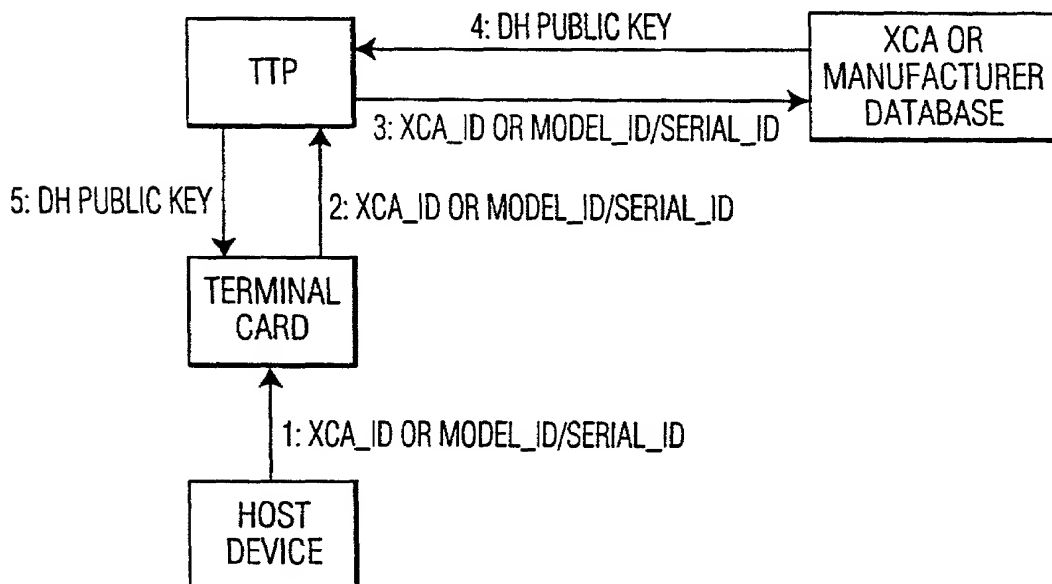 4: DH PUBLIC KEY
TTP
XCA OR
MANUFACTURER
DATABASE
3: XCA_ID OR MODEL_ID/SERIAL_ID
5: DH PUBLIC KEY
2: XCA_ID OR MODEL_ID/SERIAL_ID
TERMINAL
CARD
1: XCA_ID OR MODEL_ID/SERIAL_ID
HOST
DEVICE